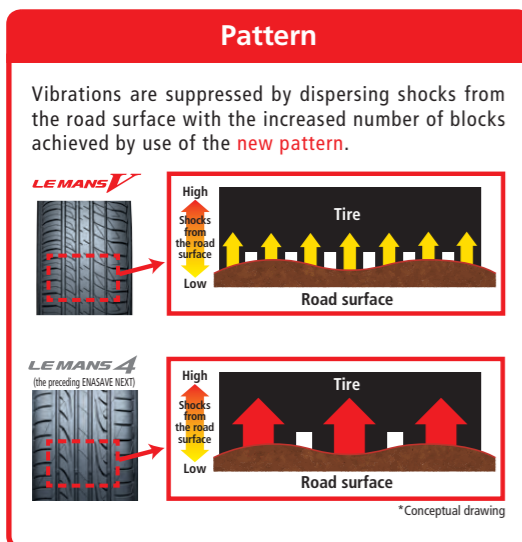 Pattern
Vibrations are suppressed by dispersing shocks from
the road surface with the increased number of blocks
achieved by use of the new pattern.
LE MANS V
High
Shocks
from
the road
surface
Low
Tire
Road surface
LE MANS 4
(the preceding ENASAVE NEXT)
High
Shocks
from
the road
surface
Low
Tire
Road surface
*Conceptual drawing